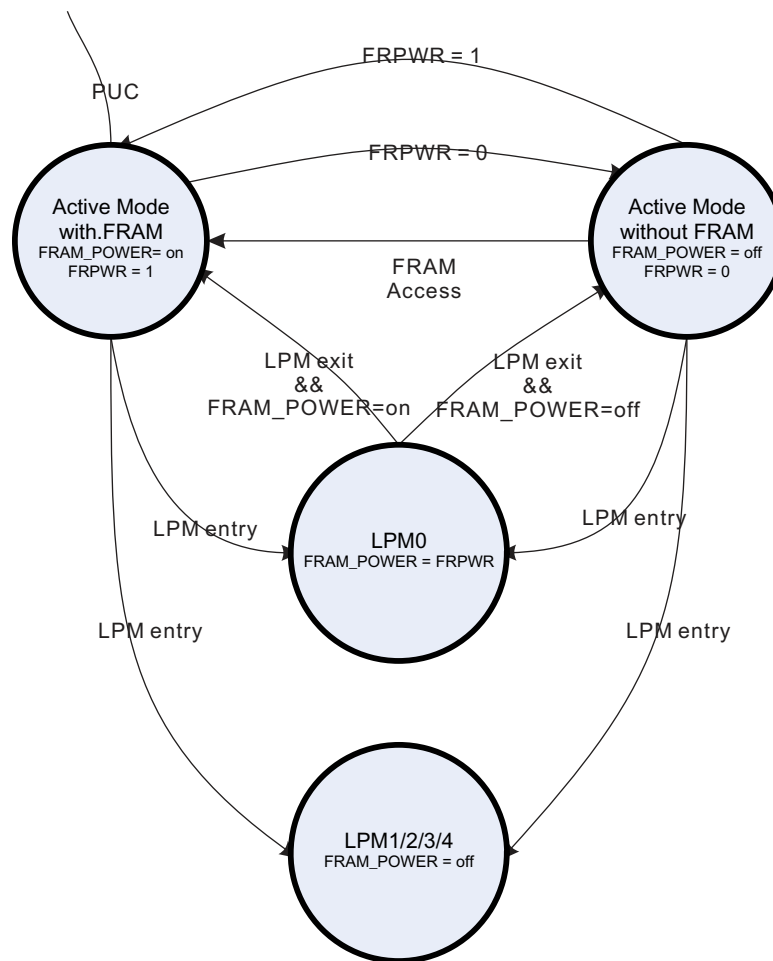 FRPWR = 1
PUC
FRPWR = 0
Active Mode
with.FRAM
FRAM_POWER= on
FRPWR = 1
Active Mode
without FRAM
FRAM_POWER = off
FRPWR = 0
FRAM
Access
LPM exit
&&
FRAM_POWER=on
LPM exit
&&
FRAM_POWER=off
LPM entry
LPM0
FRAM_POWER = FRPWR
LPM entry
LPM entry
LPM entry
LPM1/2/3/4
FRAM_POWER = off